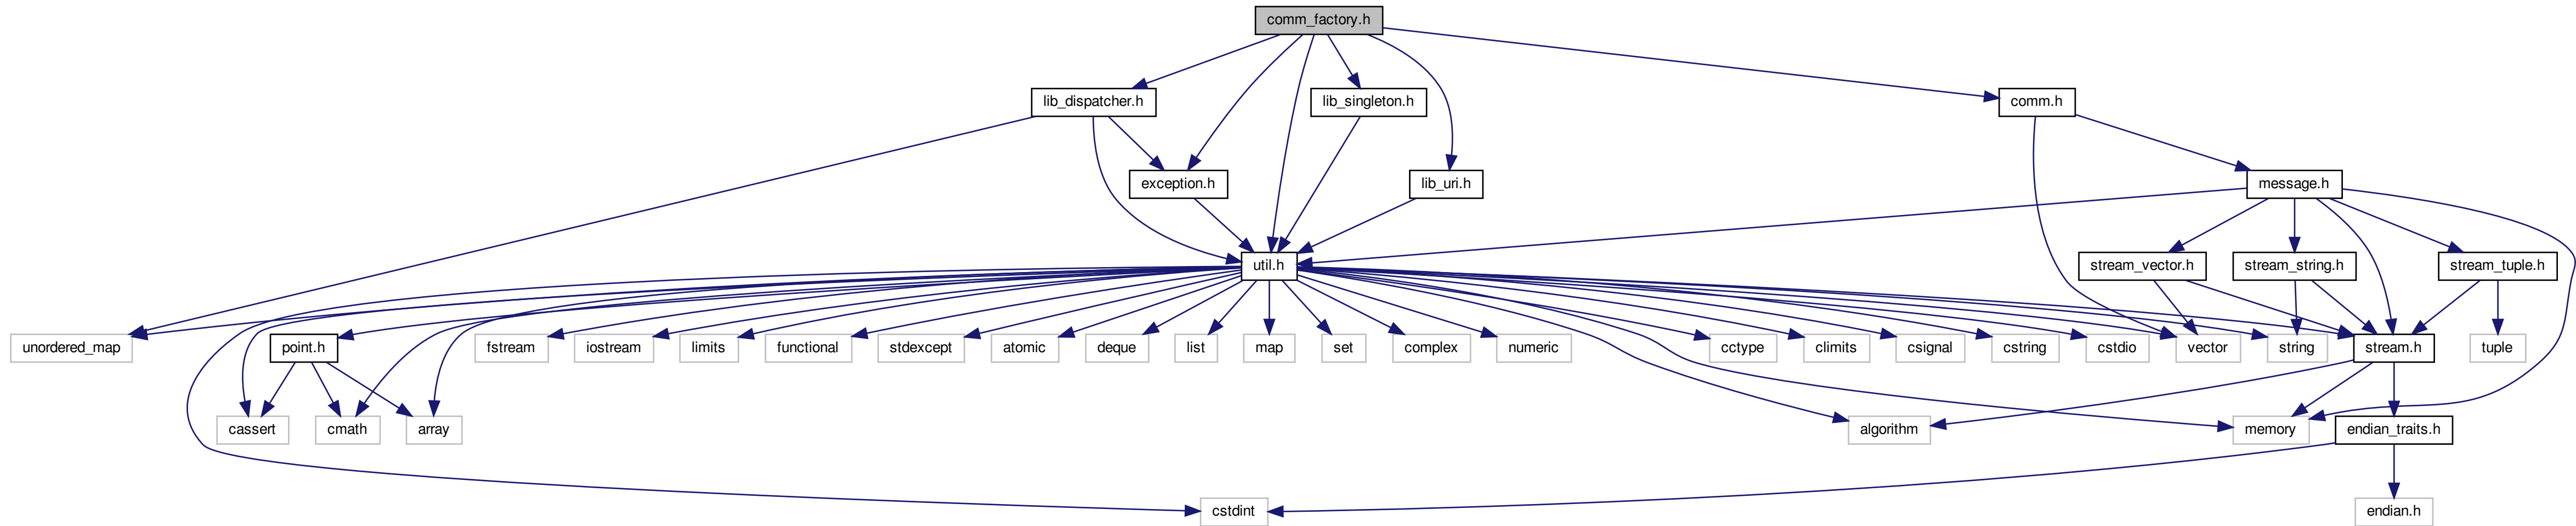 comm_factory.h
lib_dispatcher.h
lib_singleton.h
comm.h
exception.h
lib_uri.h
message.h
util.h
stream_vector.h
stream_string.h
stream_tuple.h
unordered_map
point.h
fstream
iostream
limits
functional
stdexcept
atomic
deque
list
map
set
complex
numeric
cctype
climits
csignal
cstring
cstdio
vector
string
stream.h
tuple
cassert
cmath
array
algorithm
memory
endian_traits.h
cstdint
endian.h